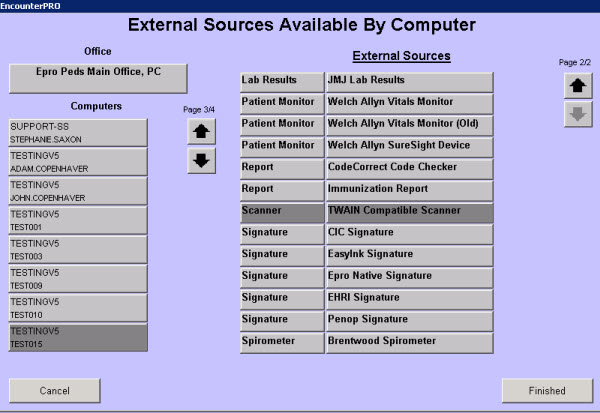 EncounterPRO
External Sources Available By Computer
Office
Epro Peds Main Office, PC
Computers
Page 3/4
SUPPORT-SS
STEPHANIE.SAXON
TESTINGV5
ADAM.COPENHAVER
TESTINGV5
JOHN.COPENHAVER
TESTINGV5
TEST001
TESTINGV5
TEST003
TESTINGV5
TEST009
TESTINGV5
TEST010
TESTINGV5
TEST015
External Sources
Page 2/2
Lab Results JMJ Lab Results
Patient Monitor Welch Allyn Vitals Monitor
Patient Monitor Welch Allyn Vitals Monitor (Old)
Patient Monitor Welch Allyn SureSight Device
Report CodeCorrect Code Checker
Report Immunization Report
Scanner TWAIN Compatible Scanner
Signature CIC Signature
Signature EasyInk Signature
Signature Epro Native Signature
Signature EHRI Signature
Signature Penop Signature
Spirometer Brentwood Spirometer
Cancel
Finished